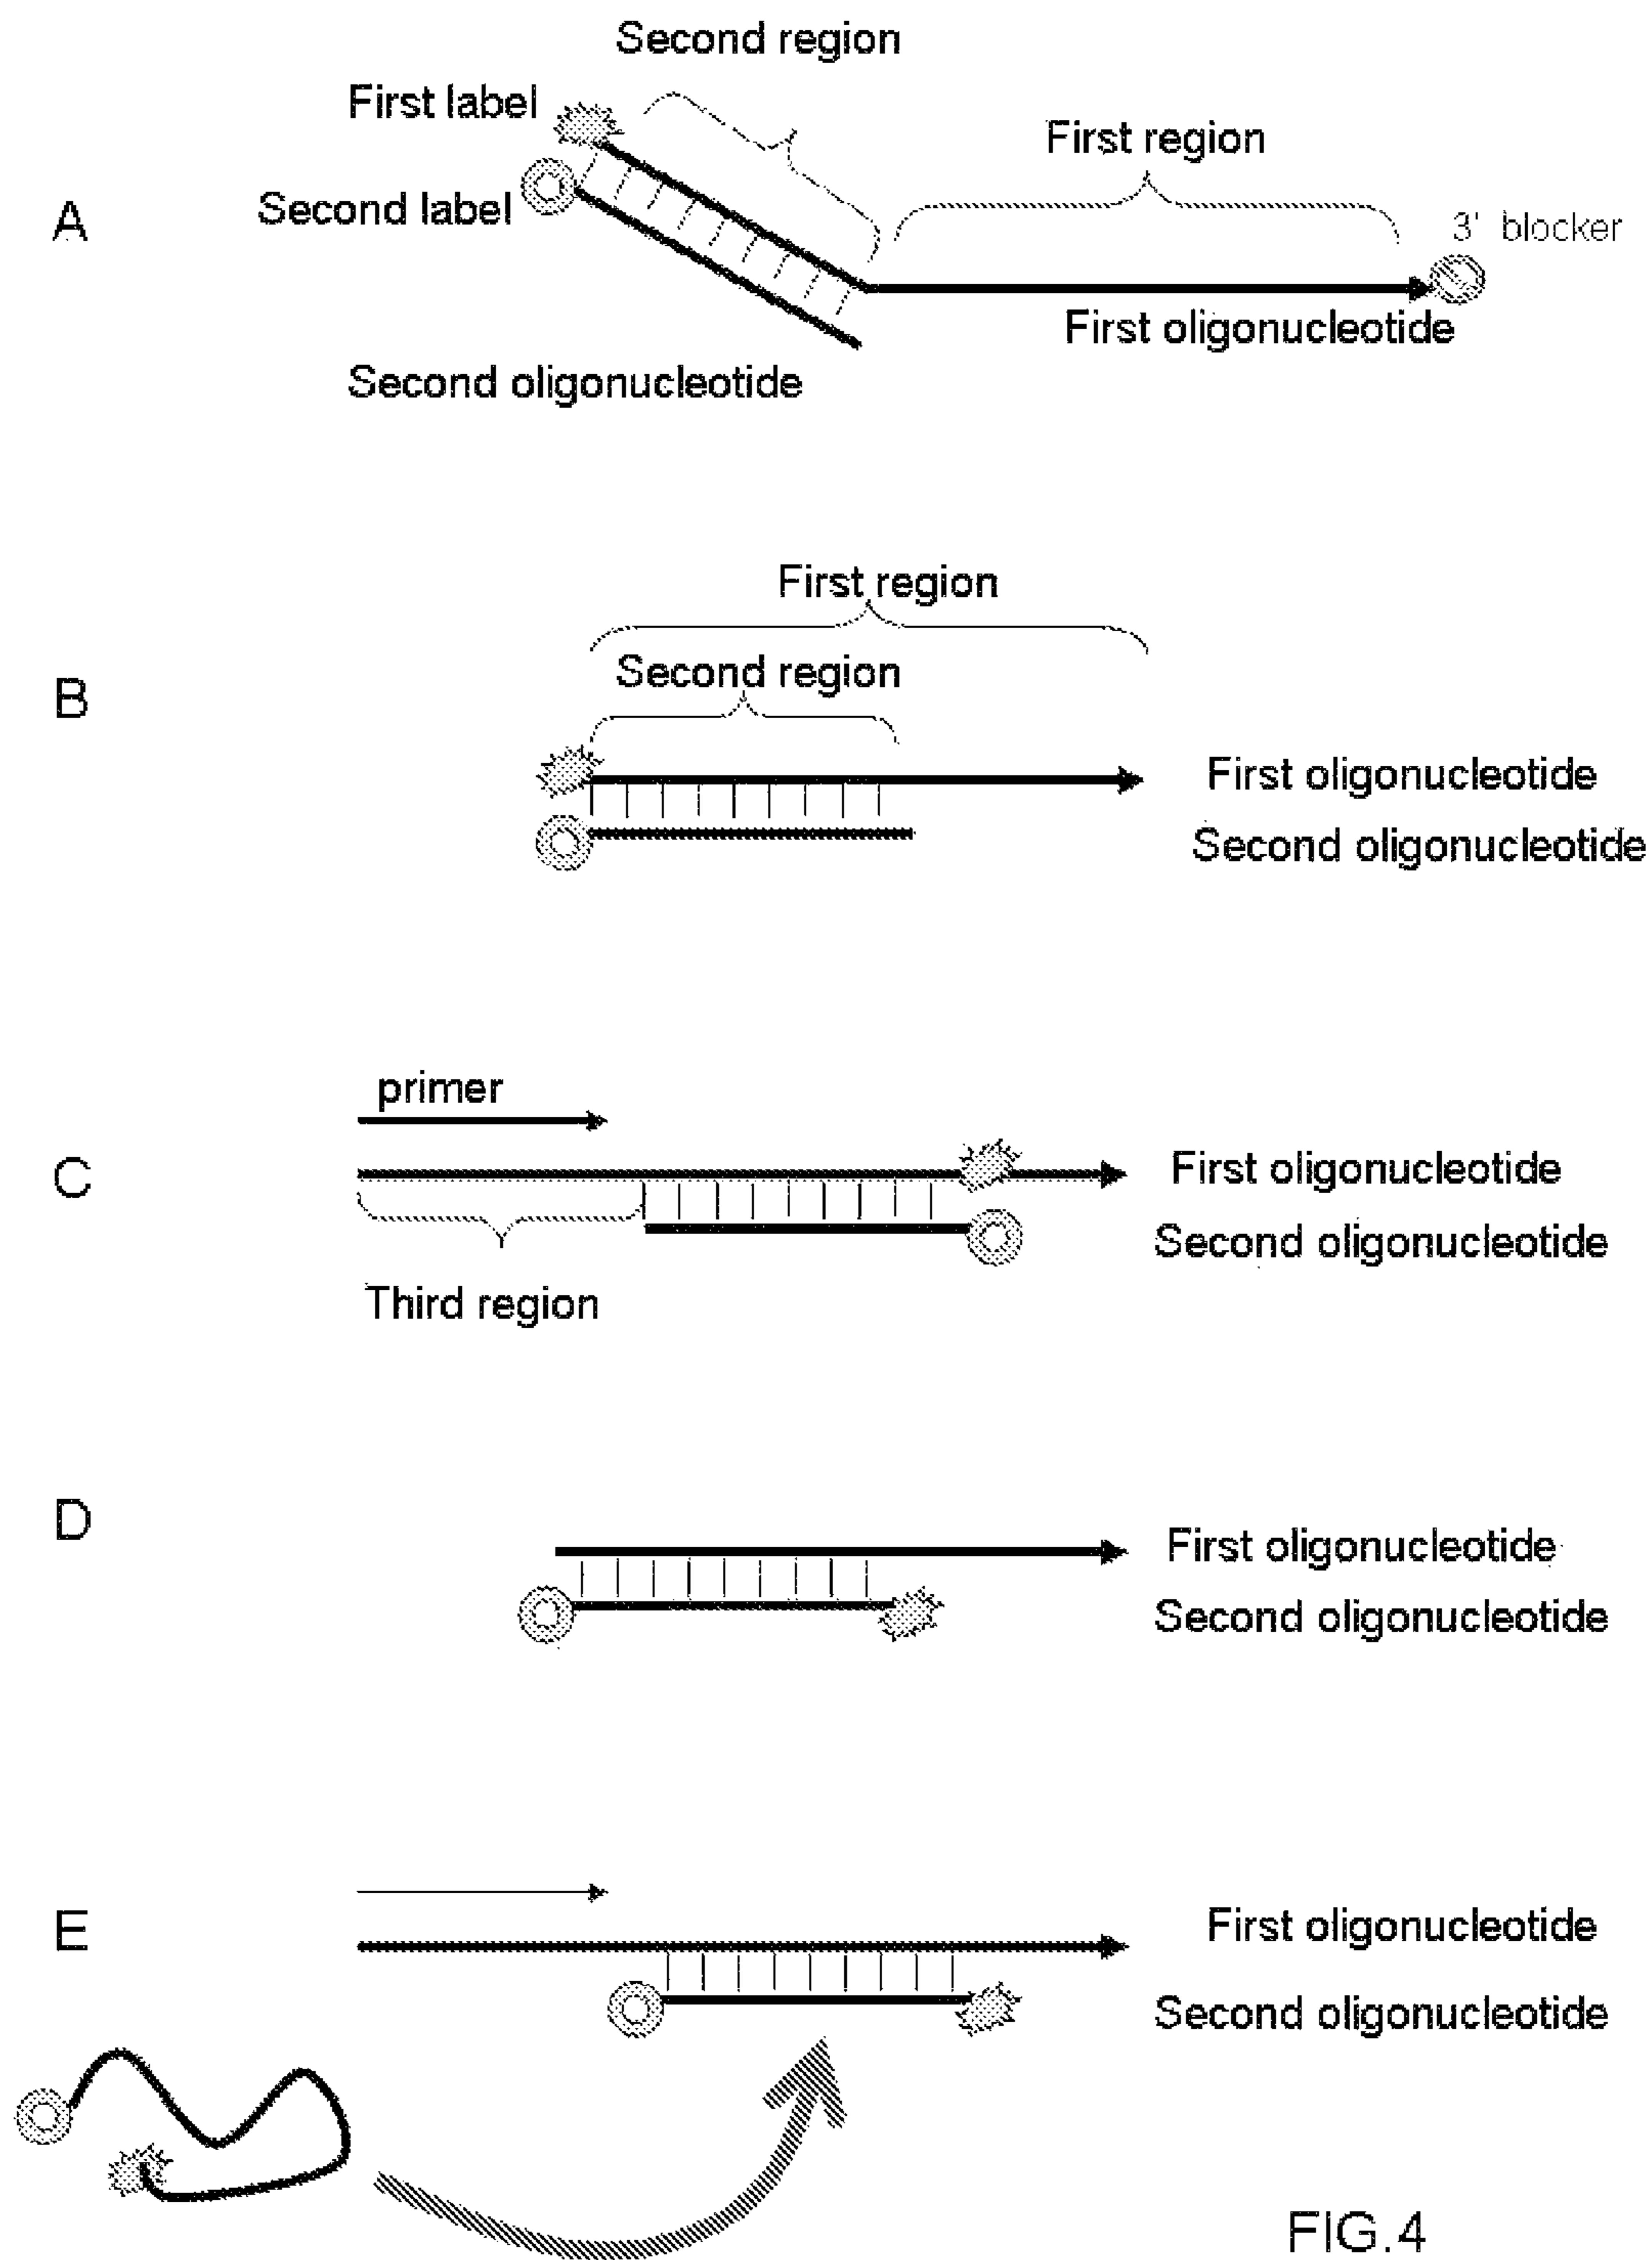 Second region
First label
First region
Second label
A
3' blocker
First oligonucleotide
Second oligonucleotide
First region
Second region
B
First oligonucleotide
Second oligonucleotide
primer
C
First oligonucleotide
Second oligonucleotide
Third region
D
First oligonucleotide
Second oligonucleotide
E
First oligonucleotide
Second oligonucleotide
FIG.4